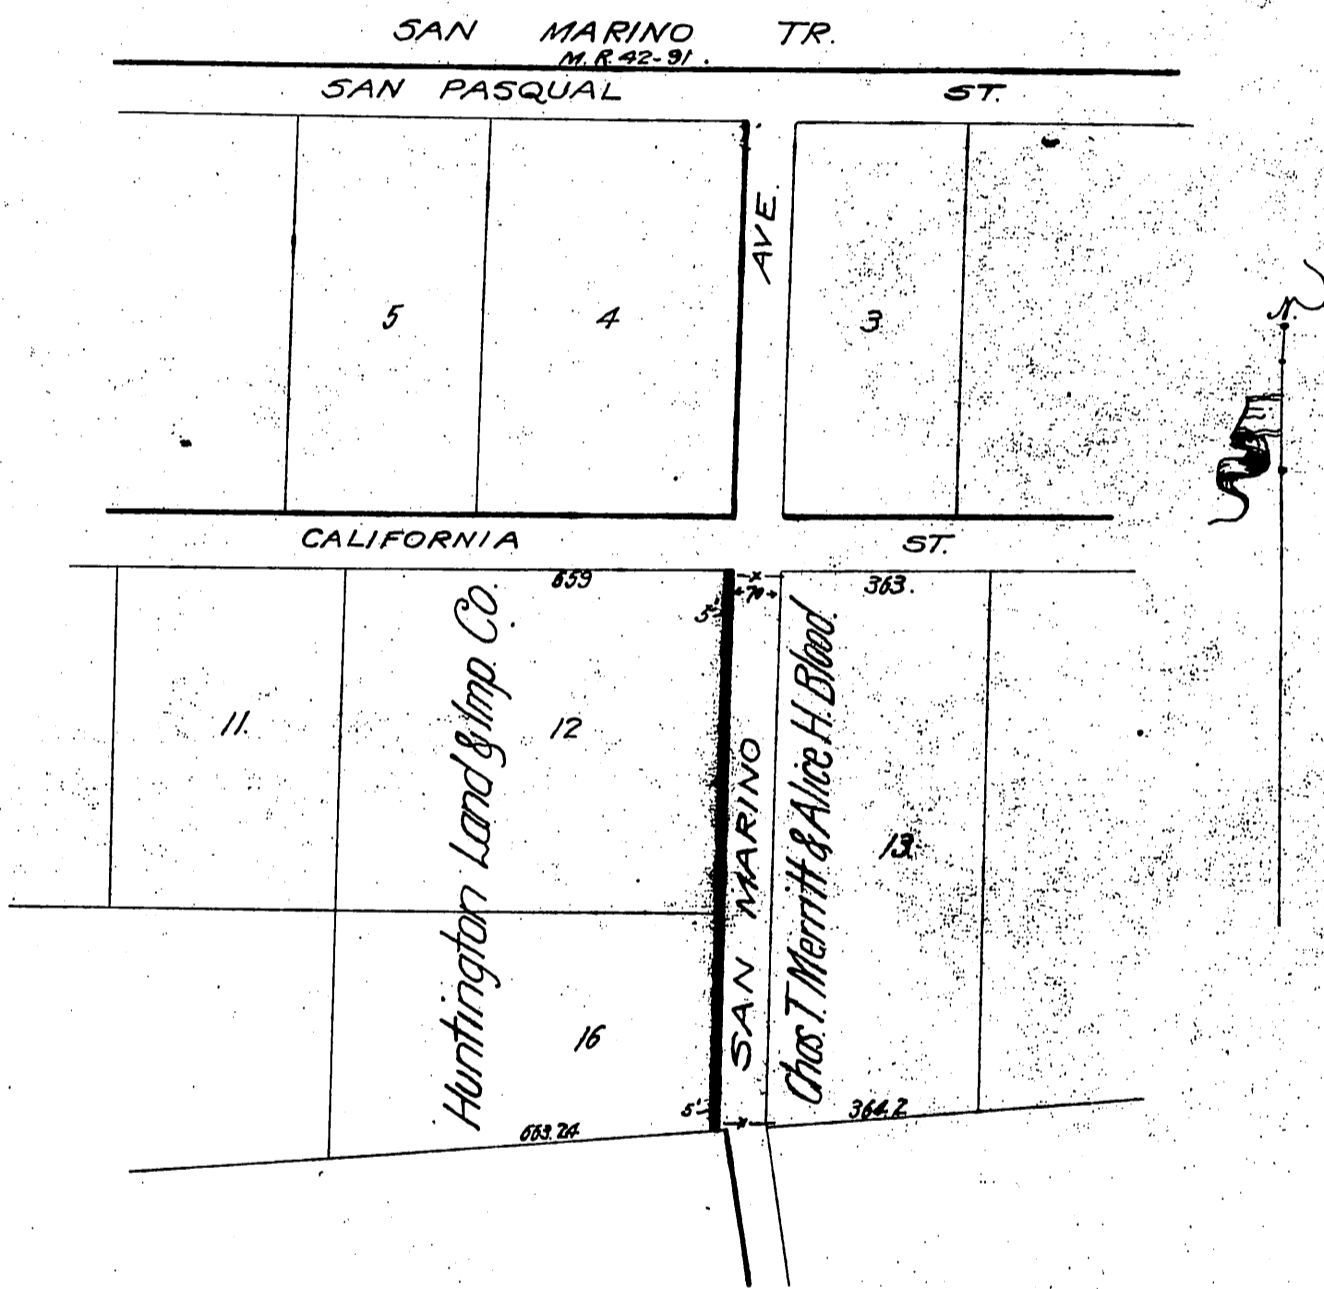 SAN MARINO TR.
M.R. 42-91.
SAN PASQUAL ST.
AVE.
5
4
3
N.
CALIFORNIA ST.
659
363.
5'
70
Huntington Land & Imp. Co.
Chas. T. Merritt & Alice H. Blood.
11.
12
SAN MARINO
13
16
5'
663.24
364.2